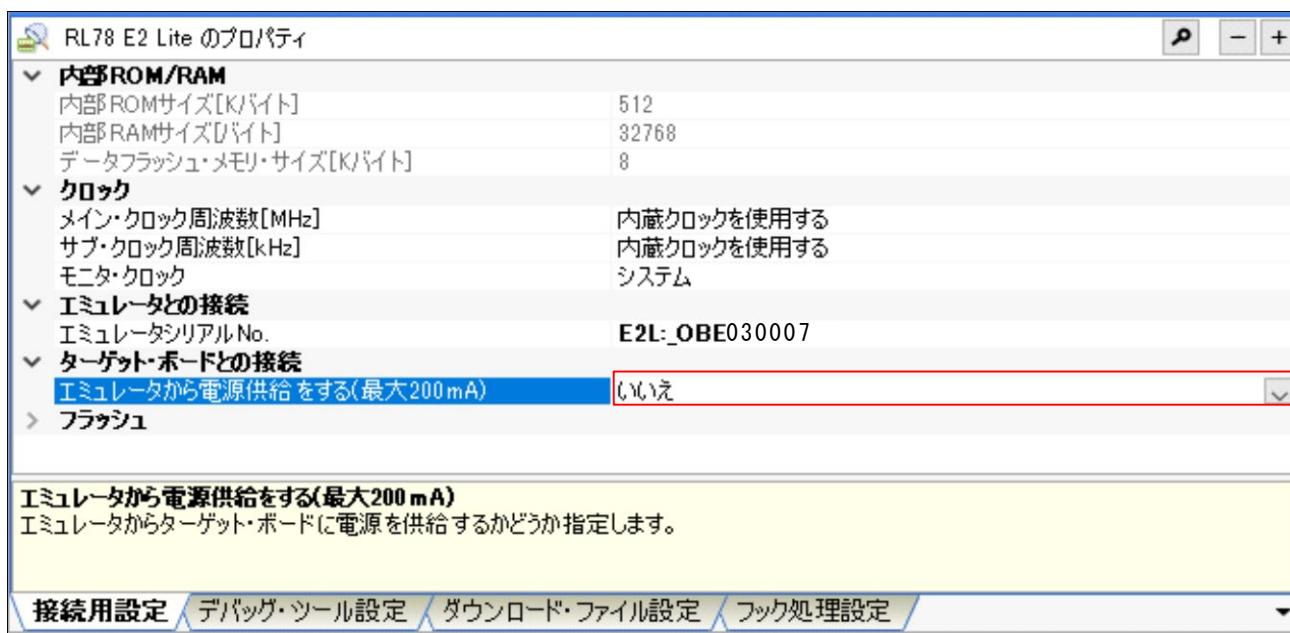 RL78 E2 Lite のプロパティ
内部ROM/RAM
内部ROMサイズ[Kバイト] 512
内部RAMサイズ[バイト] 32768
データフラッシュ・メモリ・サイズ[Kバイト] 8
クロック
メイン・クロック周波数[MHz] 内蔵クロックを使用する
サブ・クロック周波数[kHz] 内蔵クロックを使用する
モニタ・クロック システム
エミュレータとの接続
エミュレータシリアルNo. E2L:_OBE030007
ターゲット・ボードとの接続
エミュレータから電源供給をする(最大200mA) いいえ
フラッシュ
エミュレータから電源供給をする(最大200mA)
エミュレータからターゲット・ボードに電源を供給するかどうか指定します。
接続用設定 デバッグ・ツール設定 ダウンロード・ファイル設定 フック処理設定